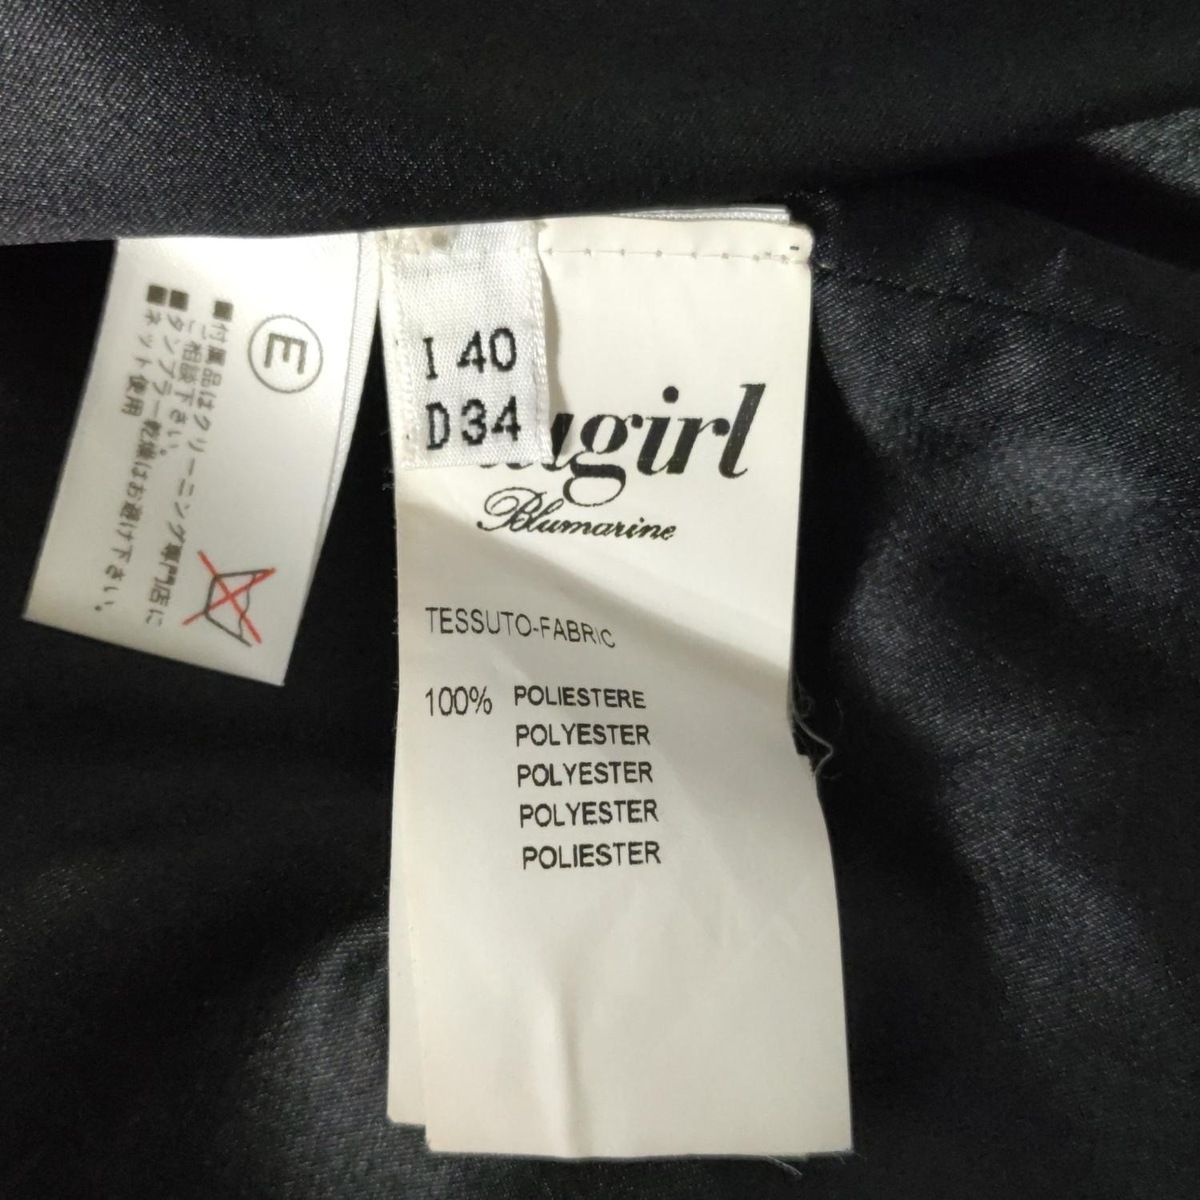 E
■付属品はクリーニング専門店に
ご相談下さい。
■タンブラー乾燥はお避け下さい。
■ネット使用
I 40
D34
girl
Blumarine
TESSUTO-FABRIC
100% POLIESTERE
POLYESTER
POLYESTER
POLYESTER
POLIESTER